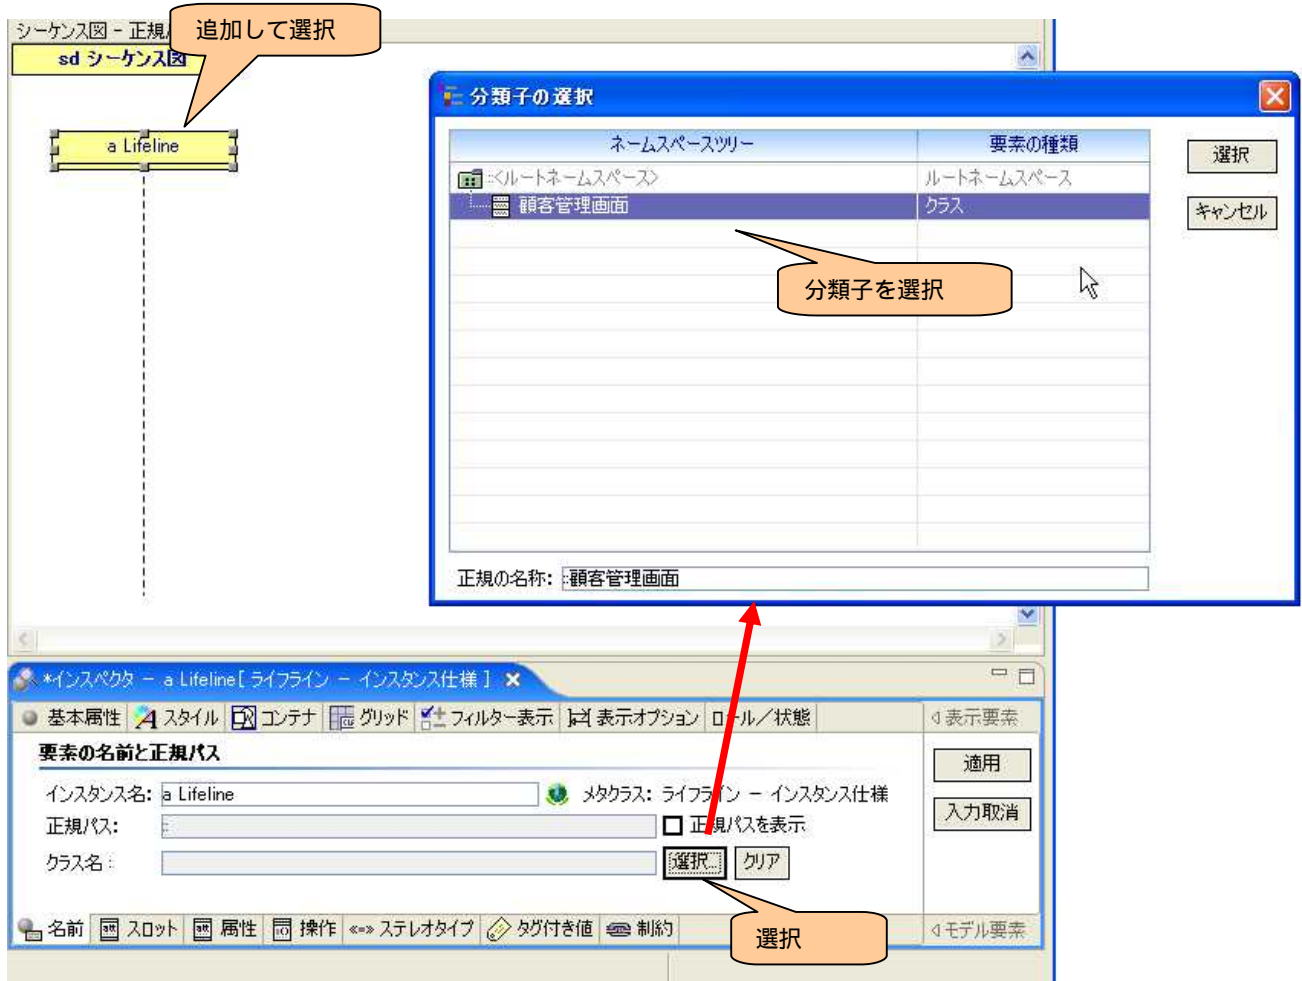 シーケンス図 - 正規
追加して選択
sd シーケンス図
a Lifeline
分類子の選択
ネームスペースツリー 要素の種類
::<ルートネームスペース> ルートネームスペース
顧客管理画面 クラス
選択
キャンセル
分類子を選択
正規の名称: ::顧客管理画面
*インスペクタ - a Lifeline[ ライフライン - インスタンス仕様 ]
基本属性 スタイル コンテナ グリッド フィルター表示 表示オプション ロール/状態 表示要素
要素の名前と正規パス
適用
インスタンス名: a Lifeline メタクラス: ライフライン - インスタンス仕様
入力取消
正規パス: :: 正規パスを表示
クラス名 : 選択... クリア
選択
名前 スロット 属性 操作 «=» ステレオタイプ タグ付き値 制約 モデル要素